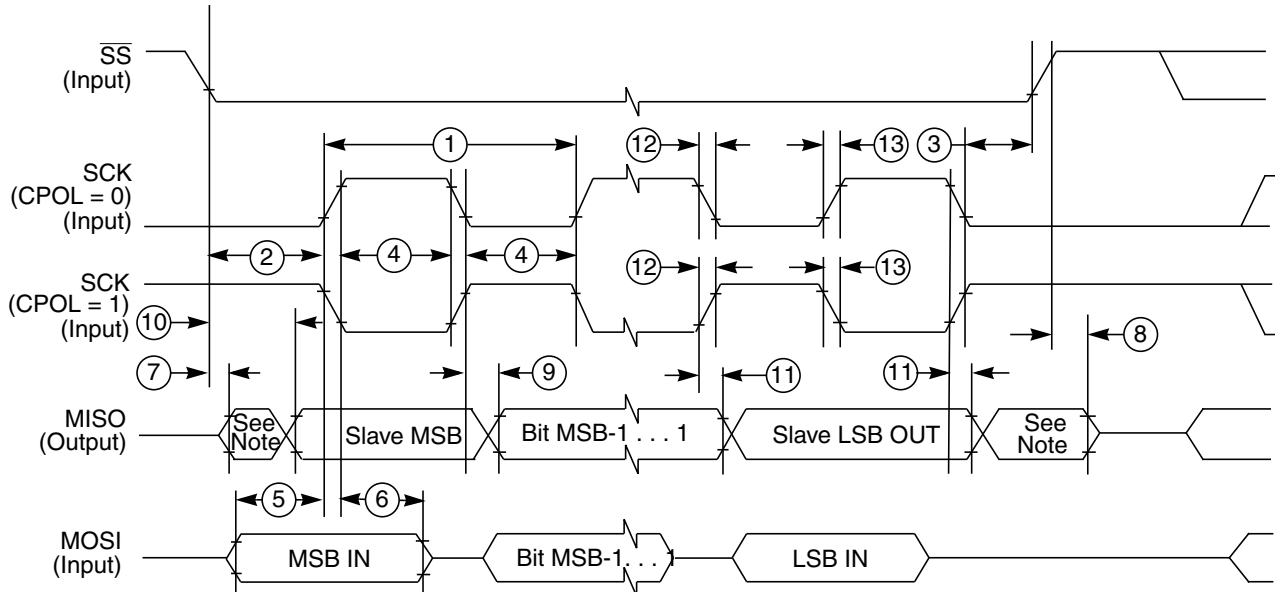 SS
(Input)
1
12
13
3
SCK
(CPOL = 0)
(Input)
2
4
4
12
13
SCK
(CPOL = 1)
(Input)
10
8
7
9
11
11
MISO
(Output)
See
Note
Slave MSB
Bit MSB-1 . . . 1
Slave LSB OUT
See
Note
5
6
MOSI
(Input)
MSB IN
Bit MSB-1. . . 1
LSB IN